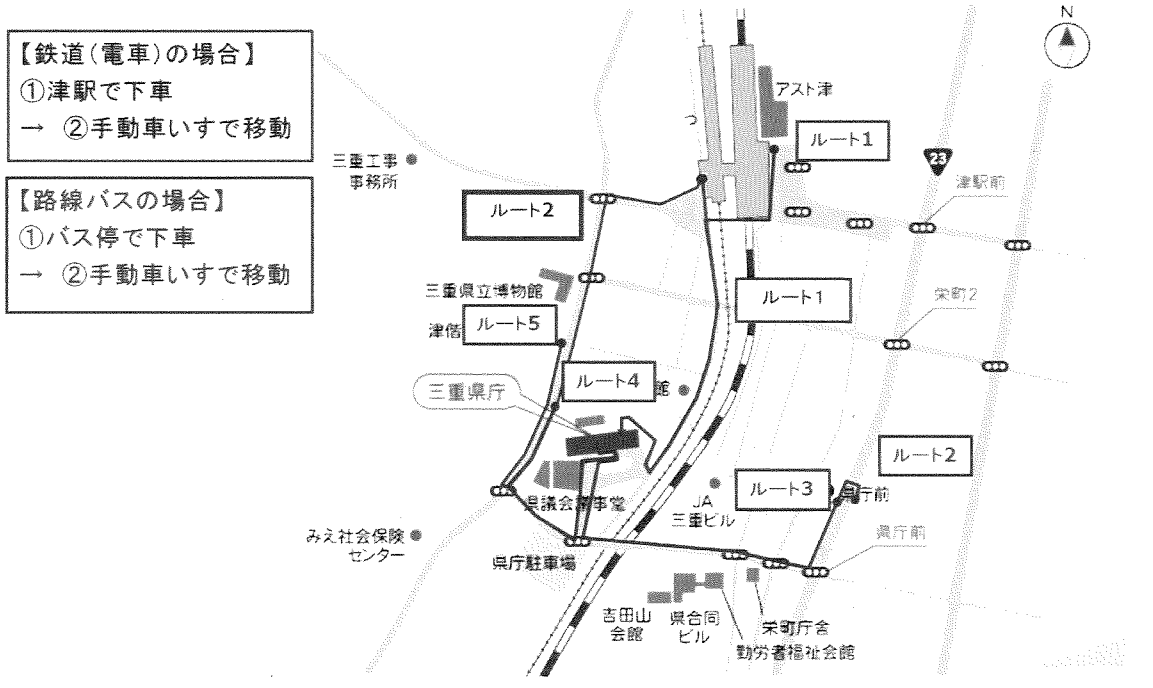 【鉄道(電車)の場合】
①津駅で下車
→ ②手動車いすで移動
【路線バスの場合】
①バス停で下車
→ ②手動車いすで移動
N
アスト津
ルート1
23
津駅前
三重工事
事務所
ルート2
三重県立博物館
ルート1
栄町2
津偕
ルート5
ルート4
館
三重県庁
ルート2
ルート3
県庁前
JA
三重ビル
県議会議事堂
県庁前
みえ社会保険
センター
県庁駐車場
吉田山
会館
県合同
ビル
栄町庁舎
勤労者福祉会館